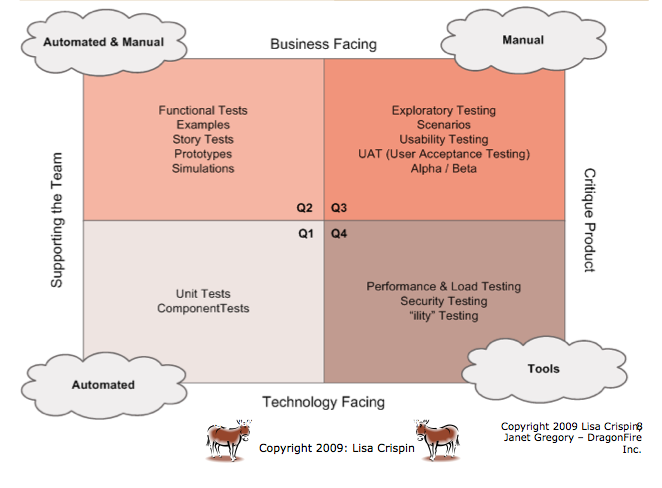 Automated & Manual
Business Facing
Manual
Functional Tests
Examples
Story Tests
Prototypes
Simulations
Exploratory Testing
Scenarios
Usability Testing
UAT (User Acceptance Testing)
Alpha / Beta
Supporting the Team
Critique Product
Q2
Q3
Q1
Q4
Unit Tests
ComponentTests
Performance & Load Testing
Security Testing
“ility” Testing
Automated
Tools
Technology Facing
Copyright 2009: Lisa Crispin
Copyright 2009 Lisa Crispin,
8
Janet Gregory – DragonFire
Inc.